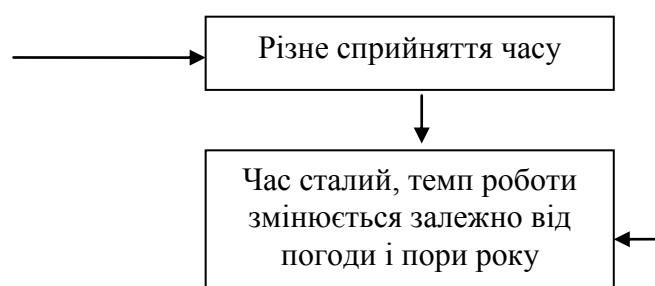 Різне сприйняття часу
Час сталий, темп роботи
змінюється залежно від
погоди і пори року